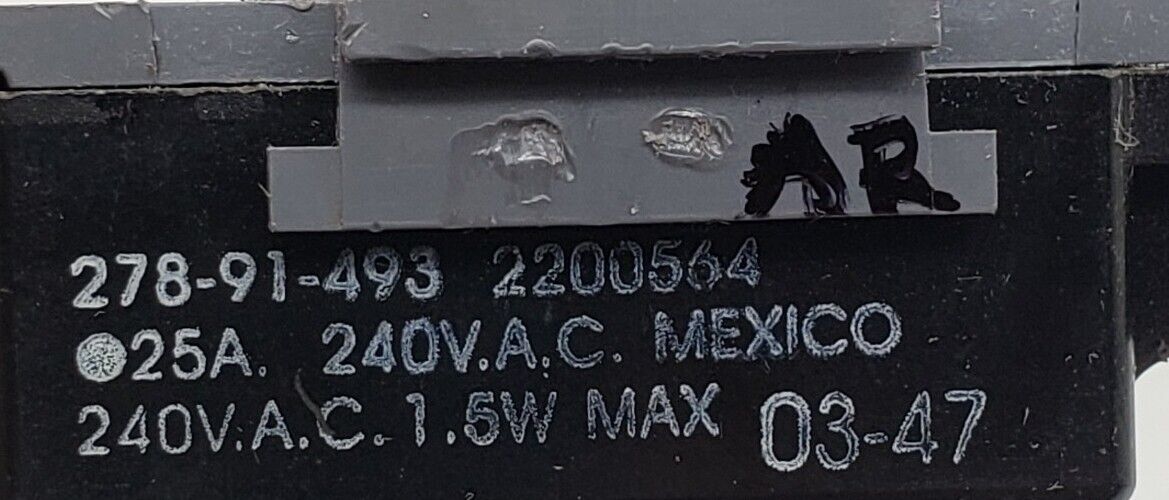 AR
278-91-493 2200564
25A. 240V.A.C. MEXICO
240V.A.C. 1.5W MAX 03-47